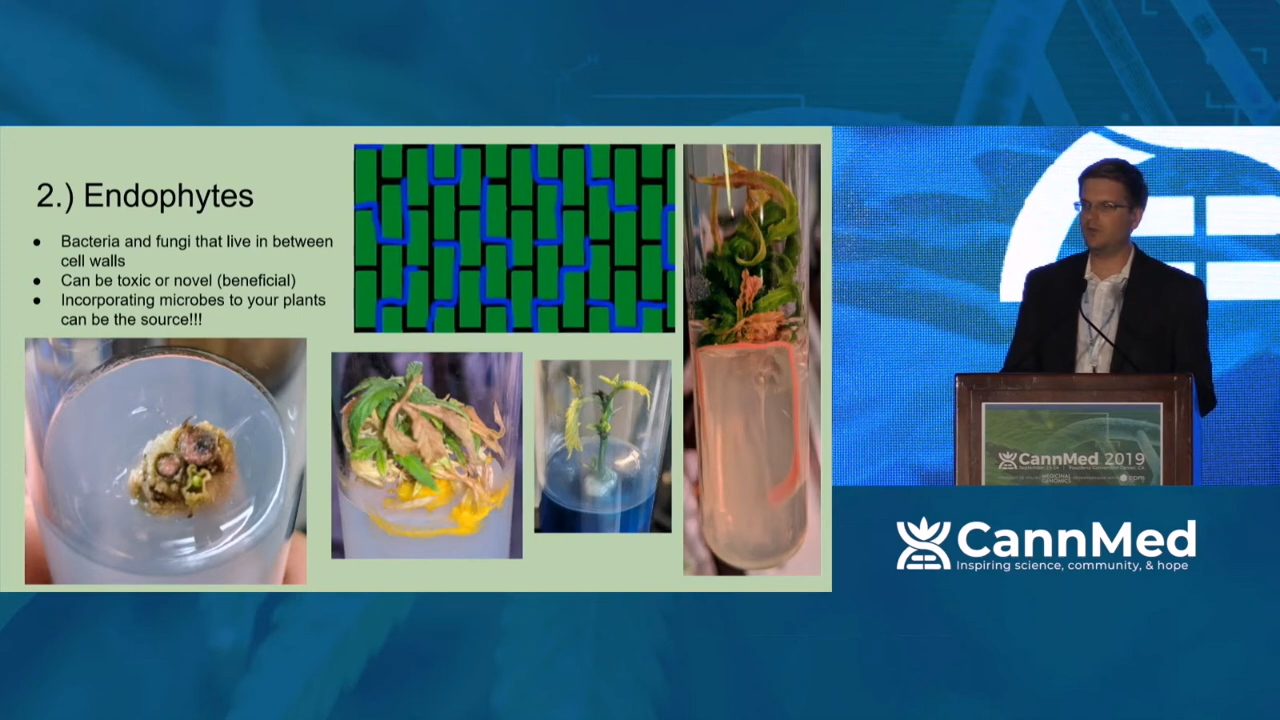 2.) Endophytes
● Bacteria and fungi that live in between
cell walls
● Can be toxic or novel (beneficial)
● Incorporating microbes to your plants
can be the source!!!
CannMed 2019
CannMed
Inspiring science, community, & hope